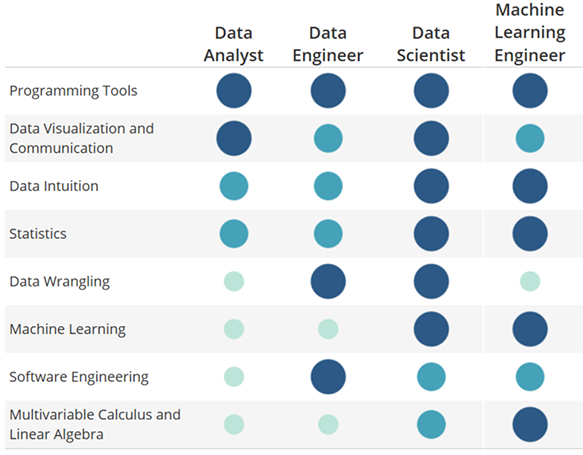 Data
Analyst
Data
Engineer
Data
Scientist
Machine
Learning
Engineer
Programming Tools
Data Visualization and
Communication
Data Intuition
Statistics
Data Wrangling
Machine Learning
Software Engineering
Multivariable Calculus and
Linear Algebra